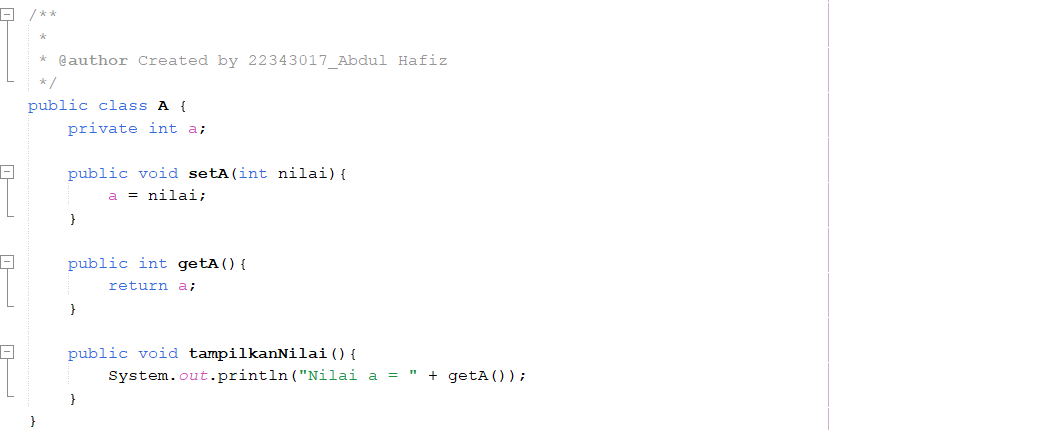 /**
 *
 * @author Created by 22343017_Abdul Hafiz
 */
public class A {
    private int a;

    public void setA(int nilai){
        a = nilai;
    }

    public int getA(){
        return a;
    }

    public void tampilkanNilai(){
        System.out.println("Nilai a = " + getA());
    }
}